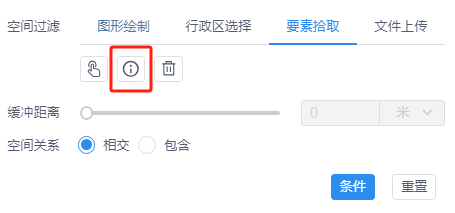 空间过滤 图形绘制 行政区选择 要素拾取 文件上传
缓冲距离 0 米
空间关系 相交 包含
条件 重置